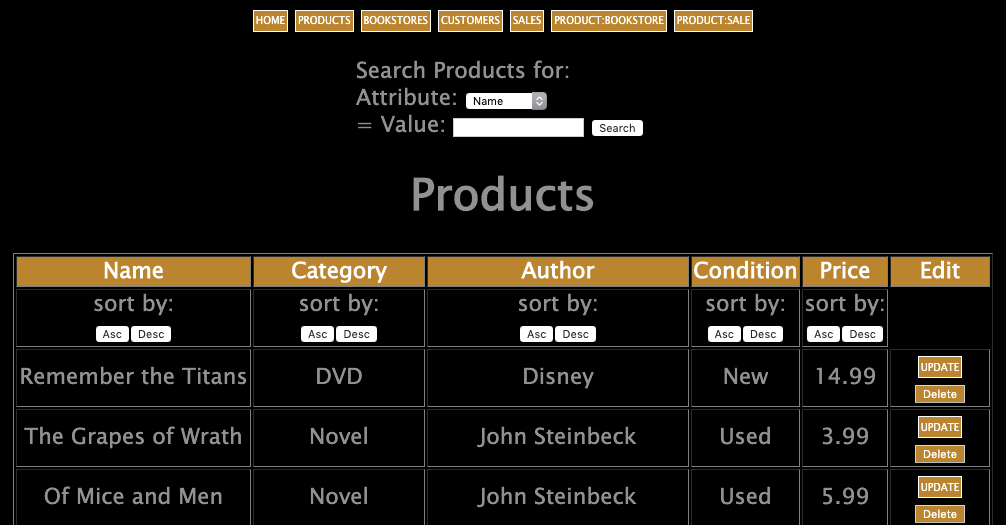 HOME PRODUCTS BOOKSTORES CUSTOMERS SALES PRODUCT:BOOKSTORE PRODUCT:SALE
Search Products for:
Attribute: Name
= Value: Search
Products
Name Category Author Condition Price Edit
sort by: sort by: sort by: sort by: sort by:
Asc Desc Asc Desc Asc Desc Asc Desc Asc Desc
Remember the Titans DVD Disney New 14.99 UPDATE
Delete
The Grapes of Wrath Novel John Steinbeck Used 3.99 UPDATE
Delete
Of Mice and Men Novel John Steinbeck Used 5.99 UPDATE
Delete